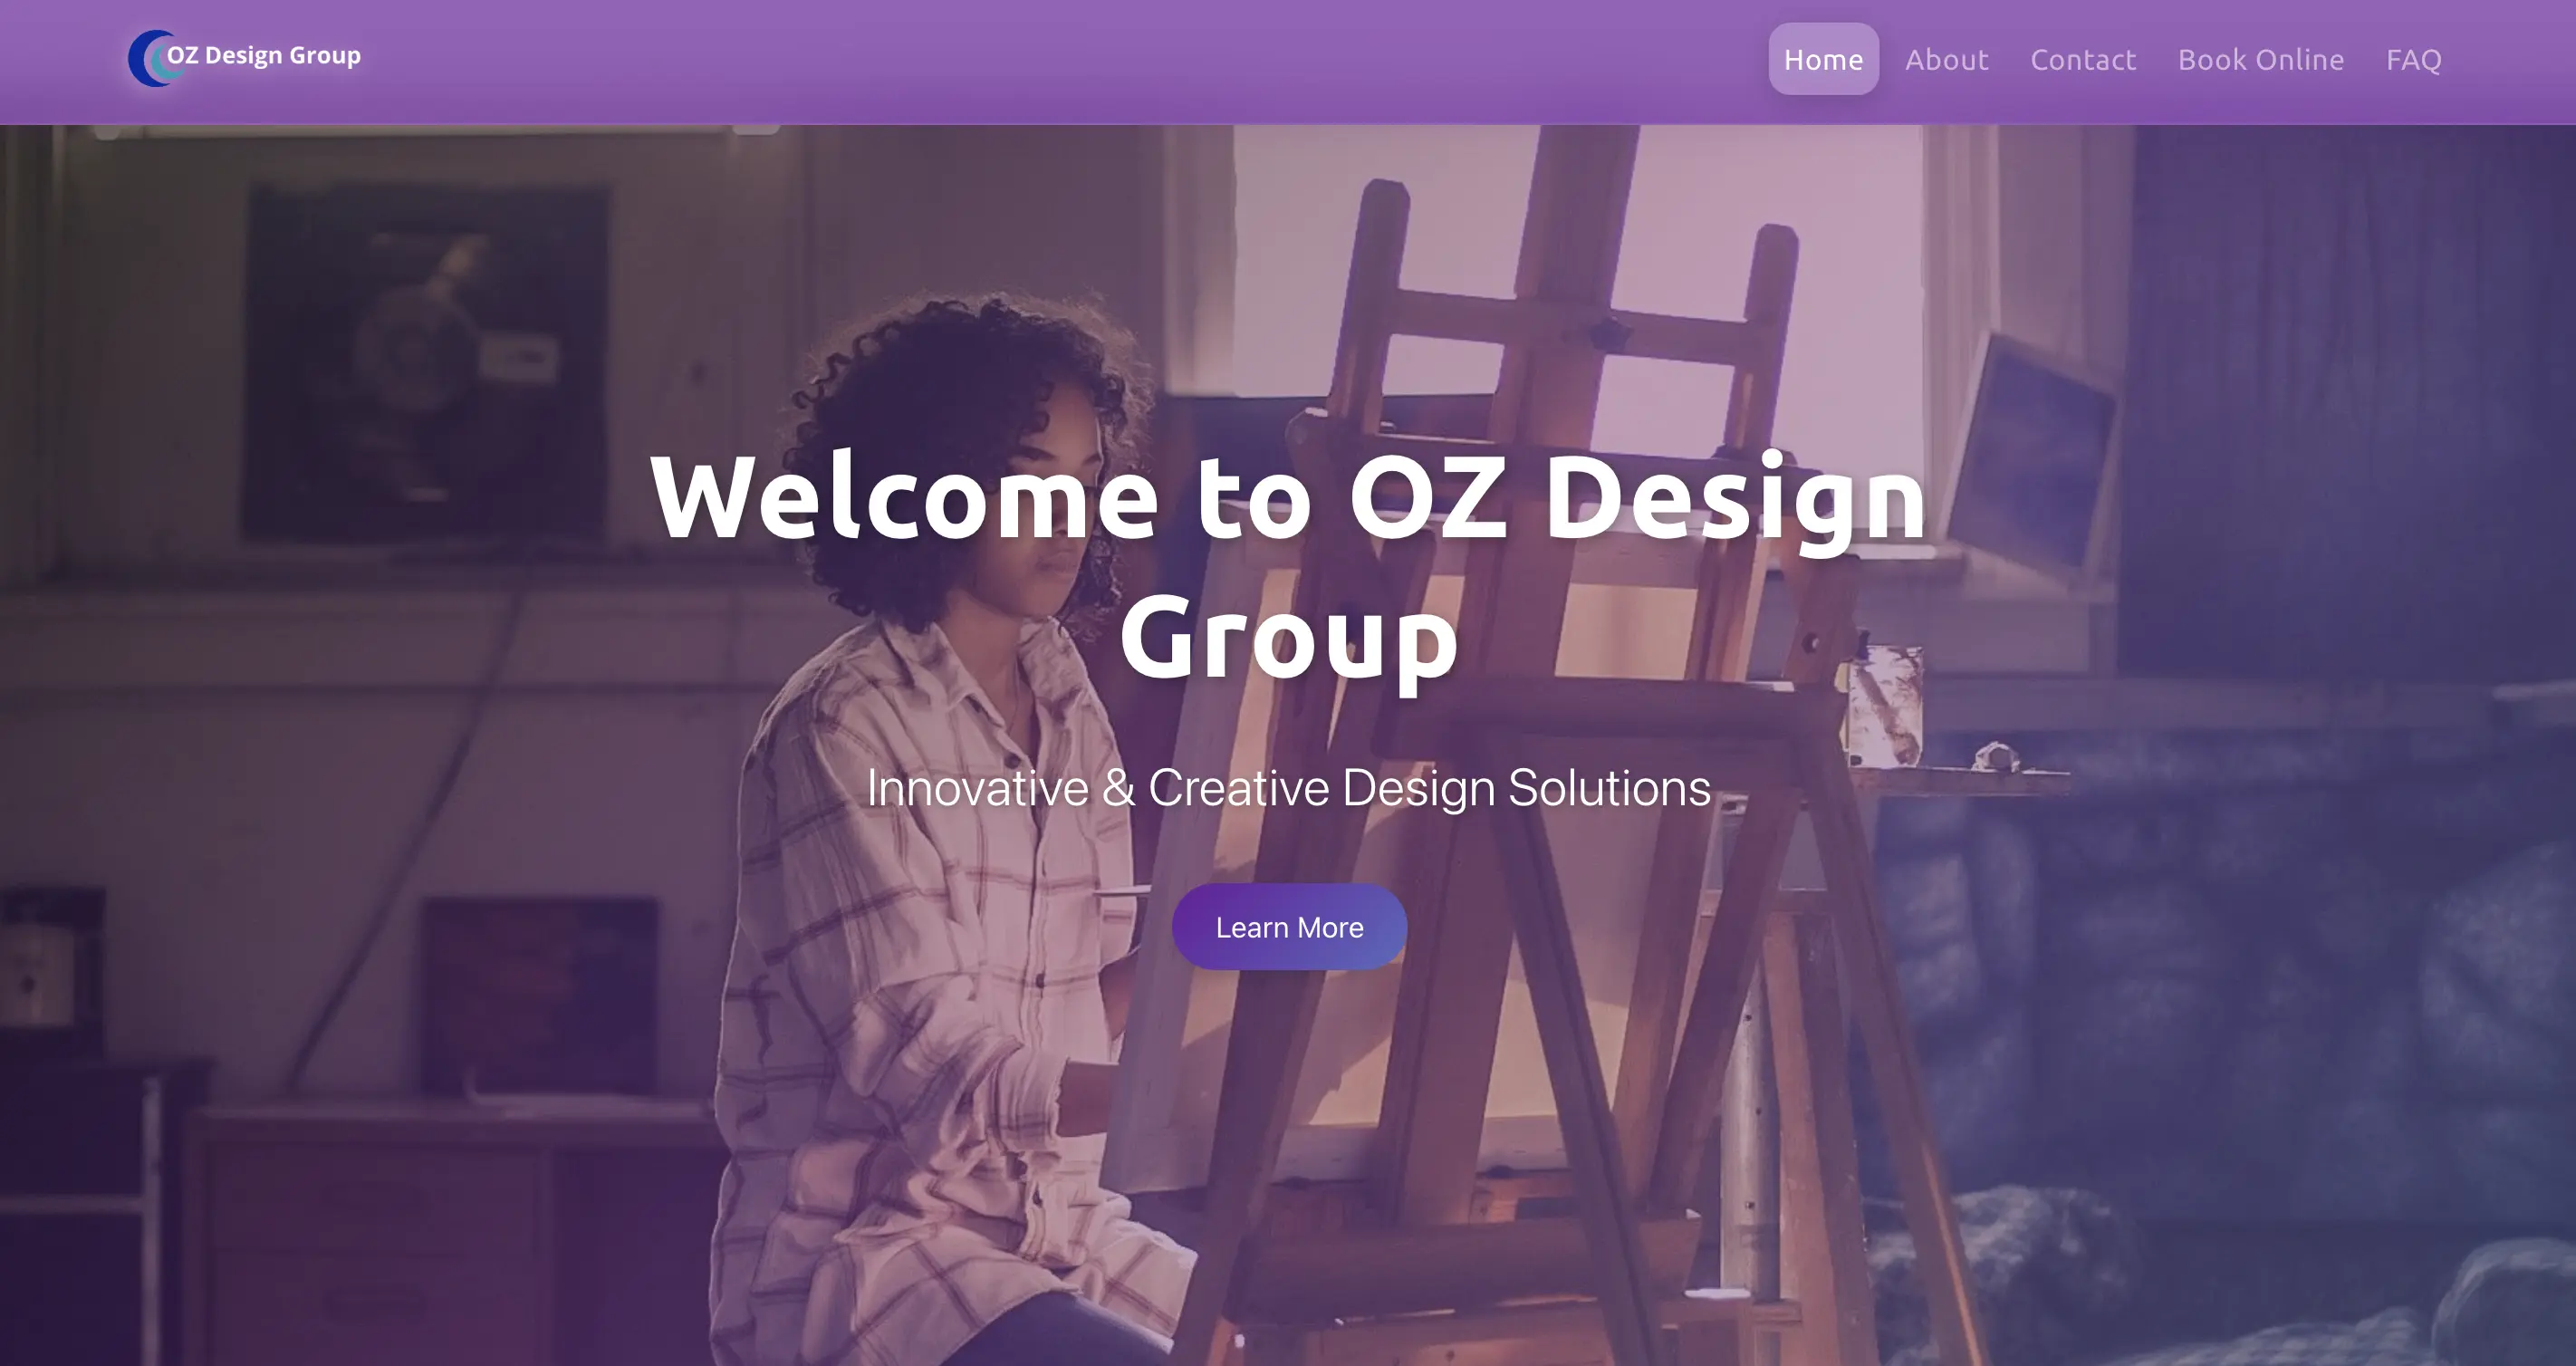 OZ Design Group
Home
About
Contact
Book Online
FAQ
Welcome to OZ Design
Group
Innovative & Creative Design Solutions
Learn More